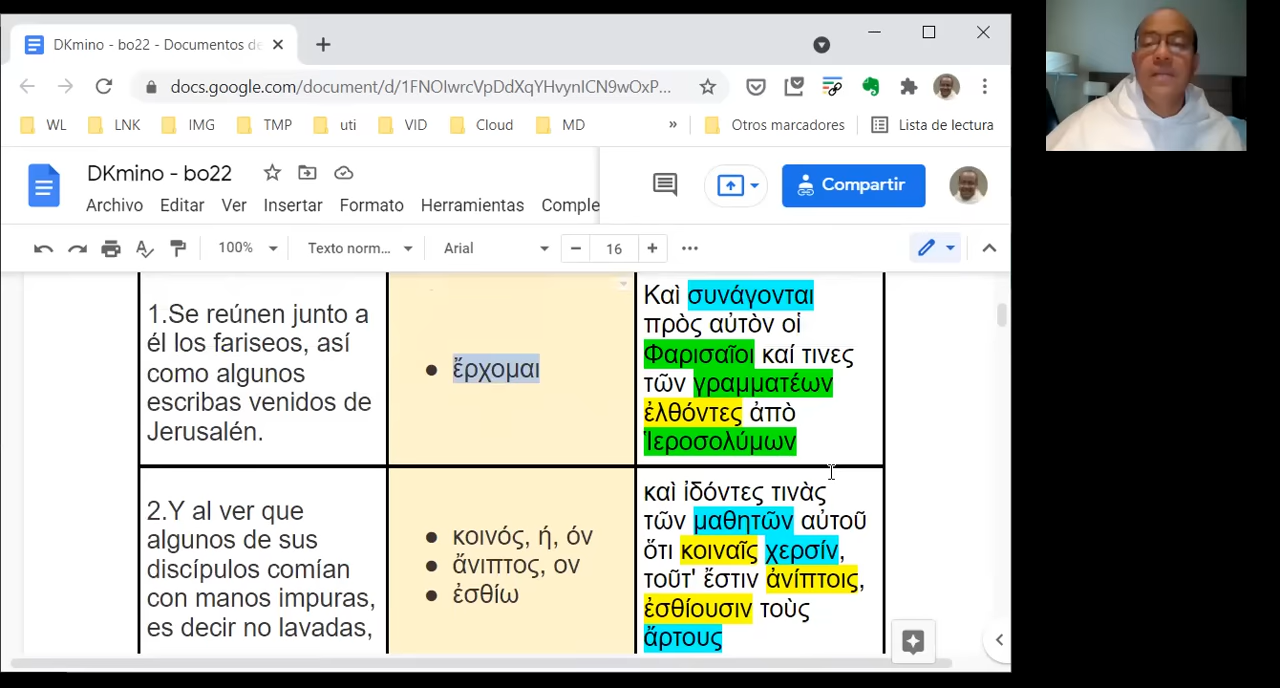 DKmino - bo22 - Documentos de
docs.google.com/document/d/1FNOlwrcVpDdXqYHvynICN9wOxP...
WL LNK IMG TMP uti VID Cloud MD » Otros marcadores Lista de lectura
DKmino - bo22
Compartir
Archivo Editar Ver Insertar Formato Herramientas Comple
100% Texto norm... Arial 16
1.Se reúnen junto a
él los fariseos, así
como algunos
escribas venidos de
Jerusalén.
● ἔρχομαι
Καὶ συνάγονται
πρὸς αὐτὸν οἱ
Φαρισαῖοι καί τινες
τῶν γραμματέων
ἐλθόντες ἀπὸ
Ἱεροσολύμων
2.Y al ver que
algunos de sus
discípulos comían
con manos impuras,
es decir no lavadas,
● κοινός, ή, όν
● ἄνιπτος, ον
● ἐσθίω
καὶ ἰδόντες τινὰς
τῶν μαθητῶν αὐτοῦ
ὅτι κοιναῖς χερσίν,
τοῦτ' ἔστιν ἀνίπτοις,
ἐσθίουσιν τοὺς
ἄρτους